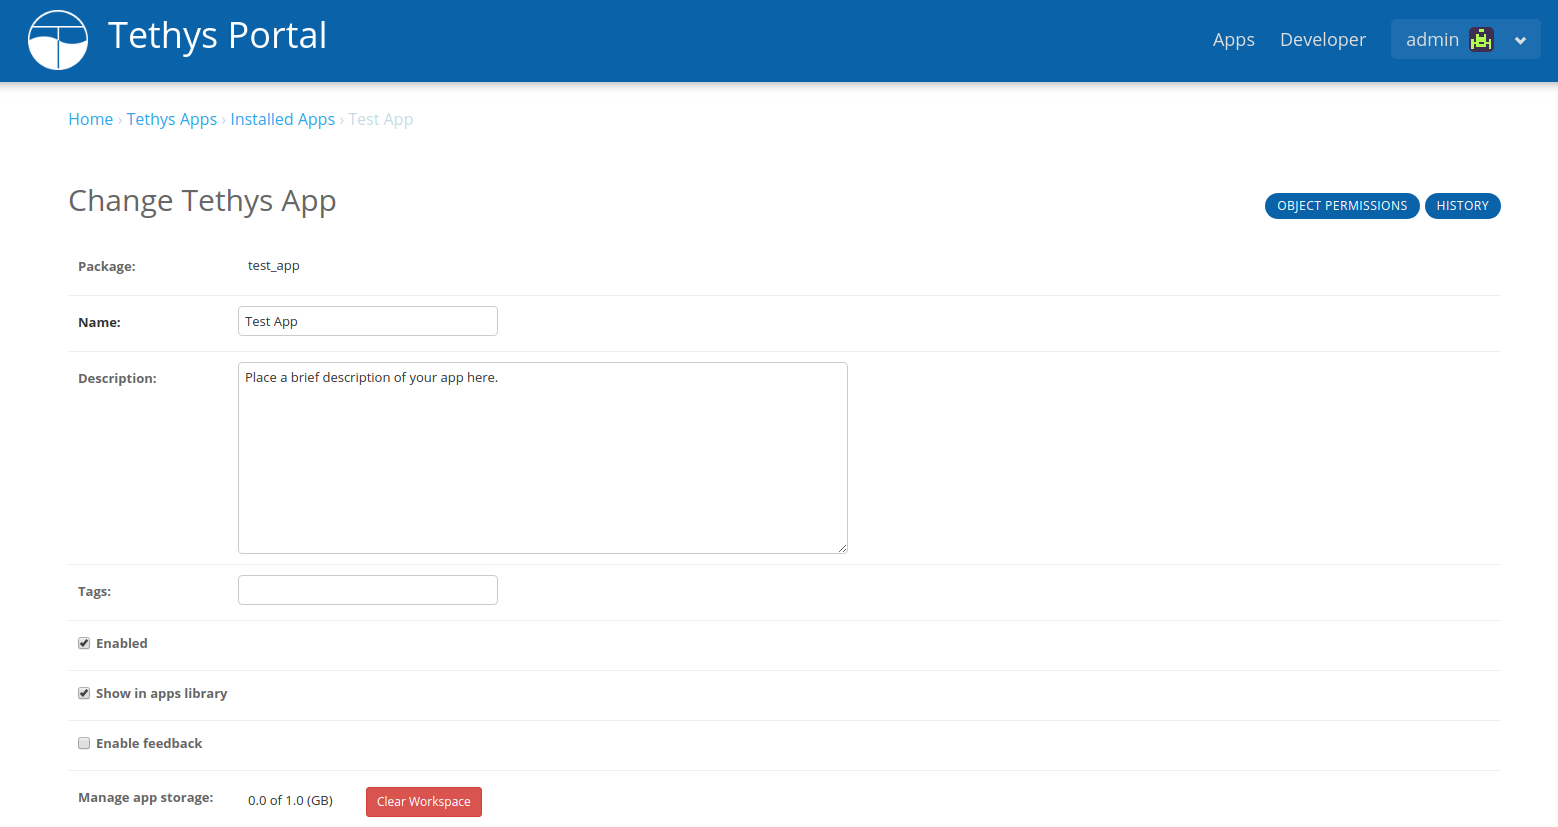 Tethys Portal
Apps Developer admin
Home › Tethys Apps › Installed Apps › Test App
Change Tethys App
OBJECT PERMISSIONS HISTORY
Package: test_app
Name: Test App
Description: Place a brief description of your app here.
Tags:
Enabled
Show in apps library
Enable feedback
Manage app storage: 0.0 of 1.0 (GB) Clear Workspace